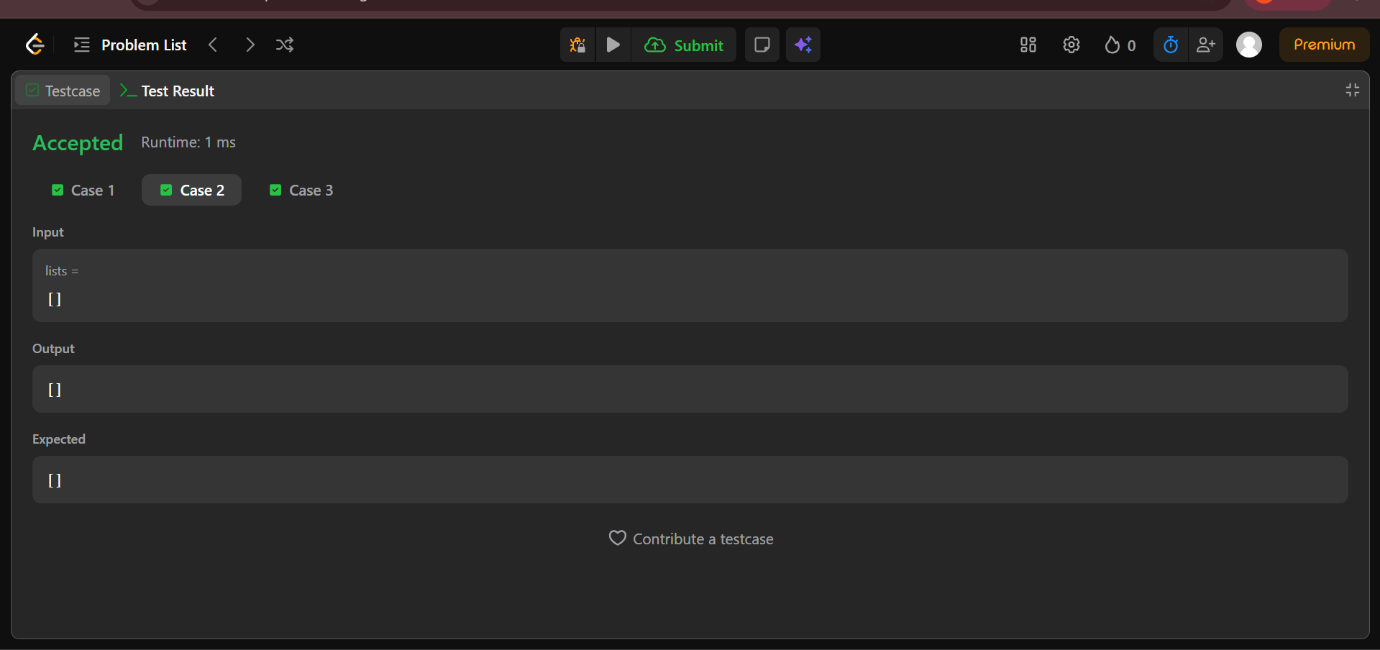 Problem List
Submit
0
Premium
Testcase
Test Result
Accepted Runtime: 1 ms
Case 1 Case 2 Case 3
Input
lists =
[]
Output
[]
Expected
[]
Contribute a testcase